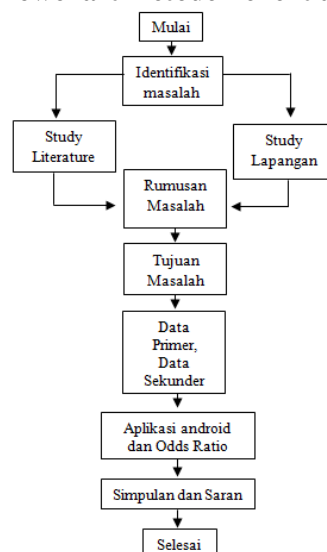 Mulai
Identifikasi
masalah
Study
Literature
Study
Lapangan
Rumusan
Masalah
Tujuan
Masalah
Data
Primer,
Data
Sekunder
Aplikasi android
dan Odds Ratio
Simpulan dan Saran
Selesai